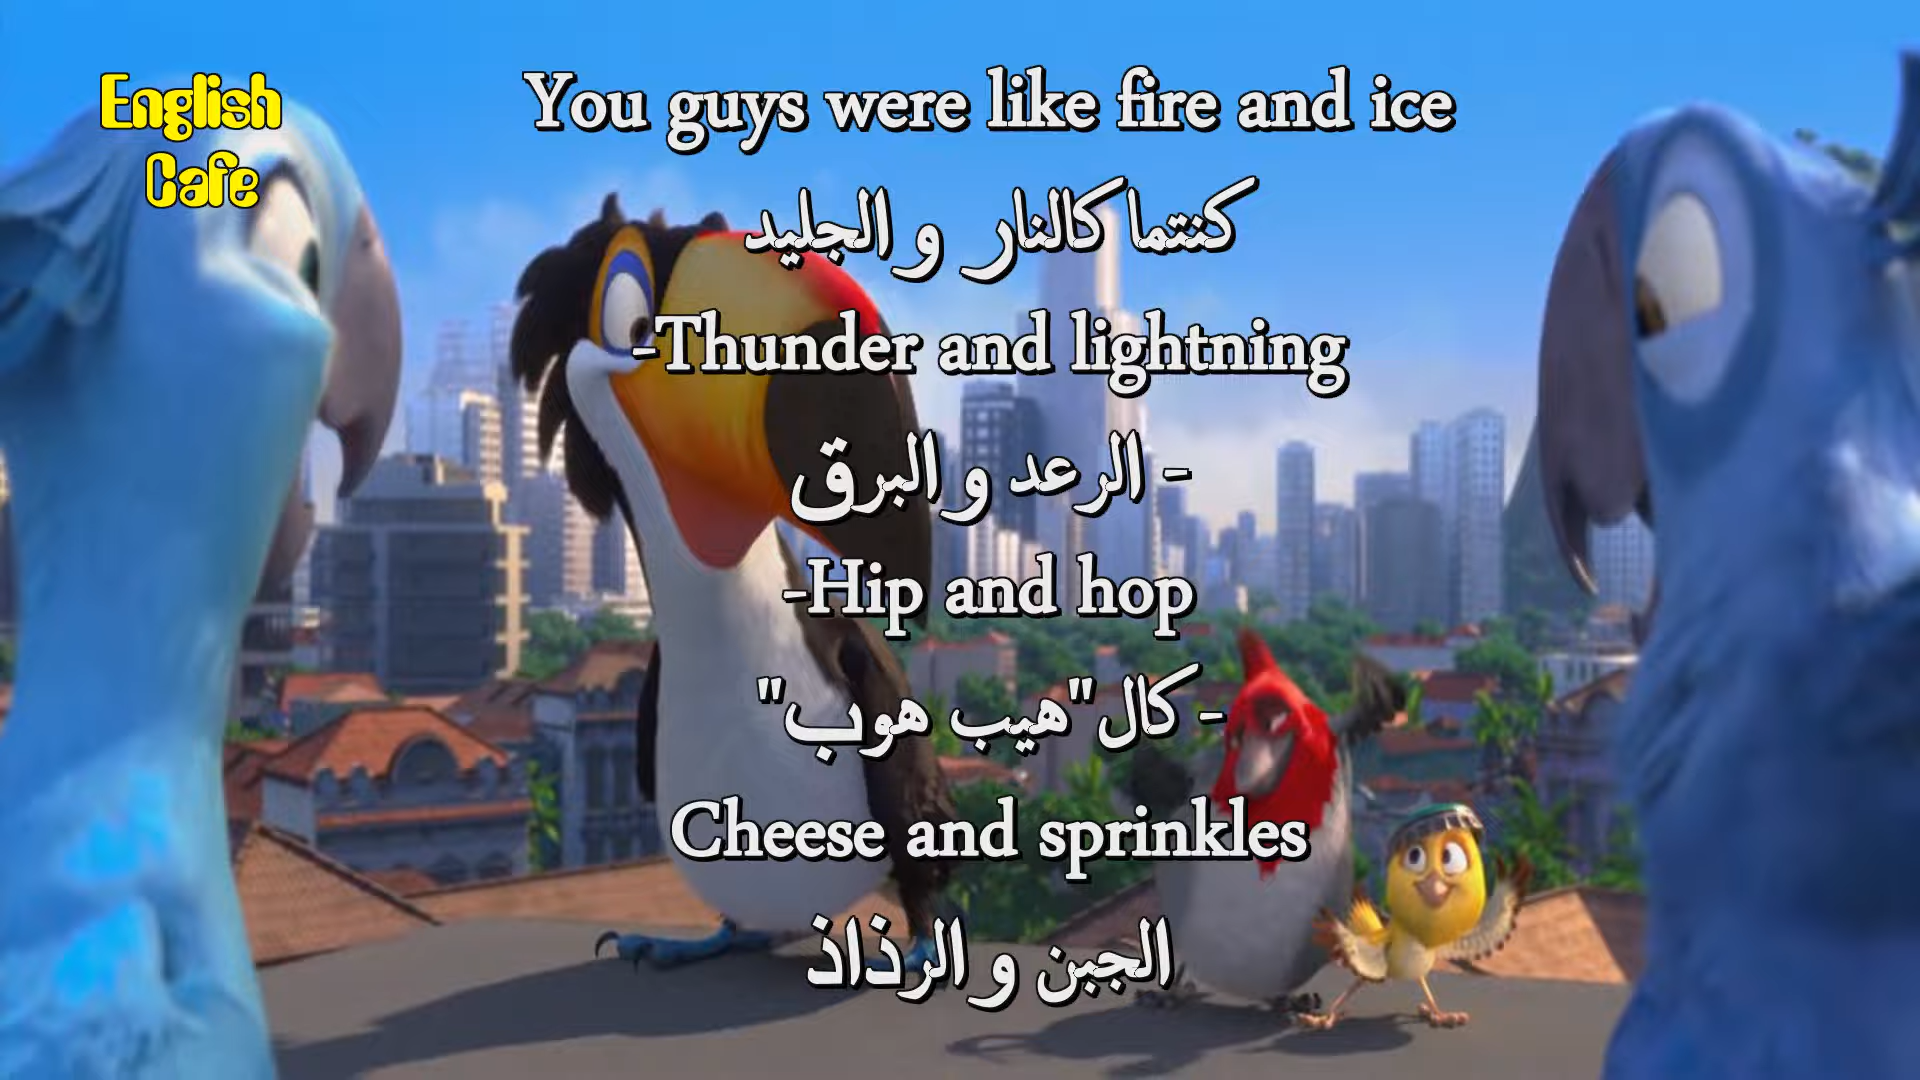 English
Cafe
You guys were like fire and ice
كنتما كالنار و الجليد
-Thunder and lightning
- الرعد و البرق
-Hip and hop
- كال"هيب هوب"
Cheese and sprinkles
الجبن و الرذاذ